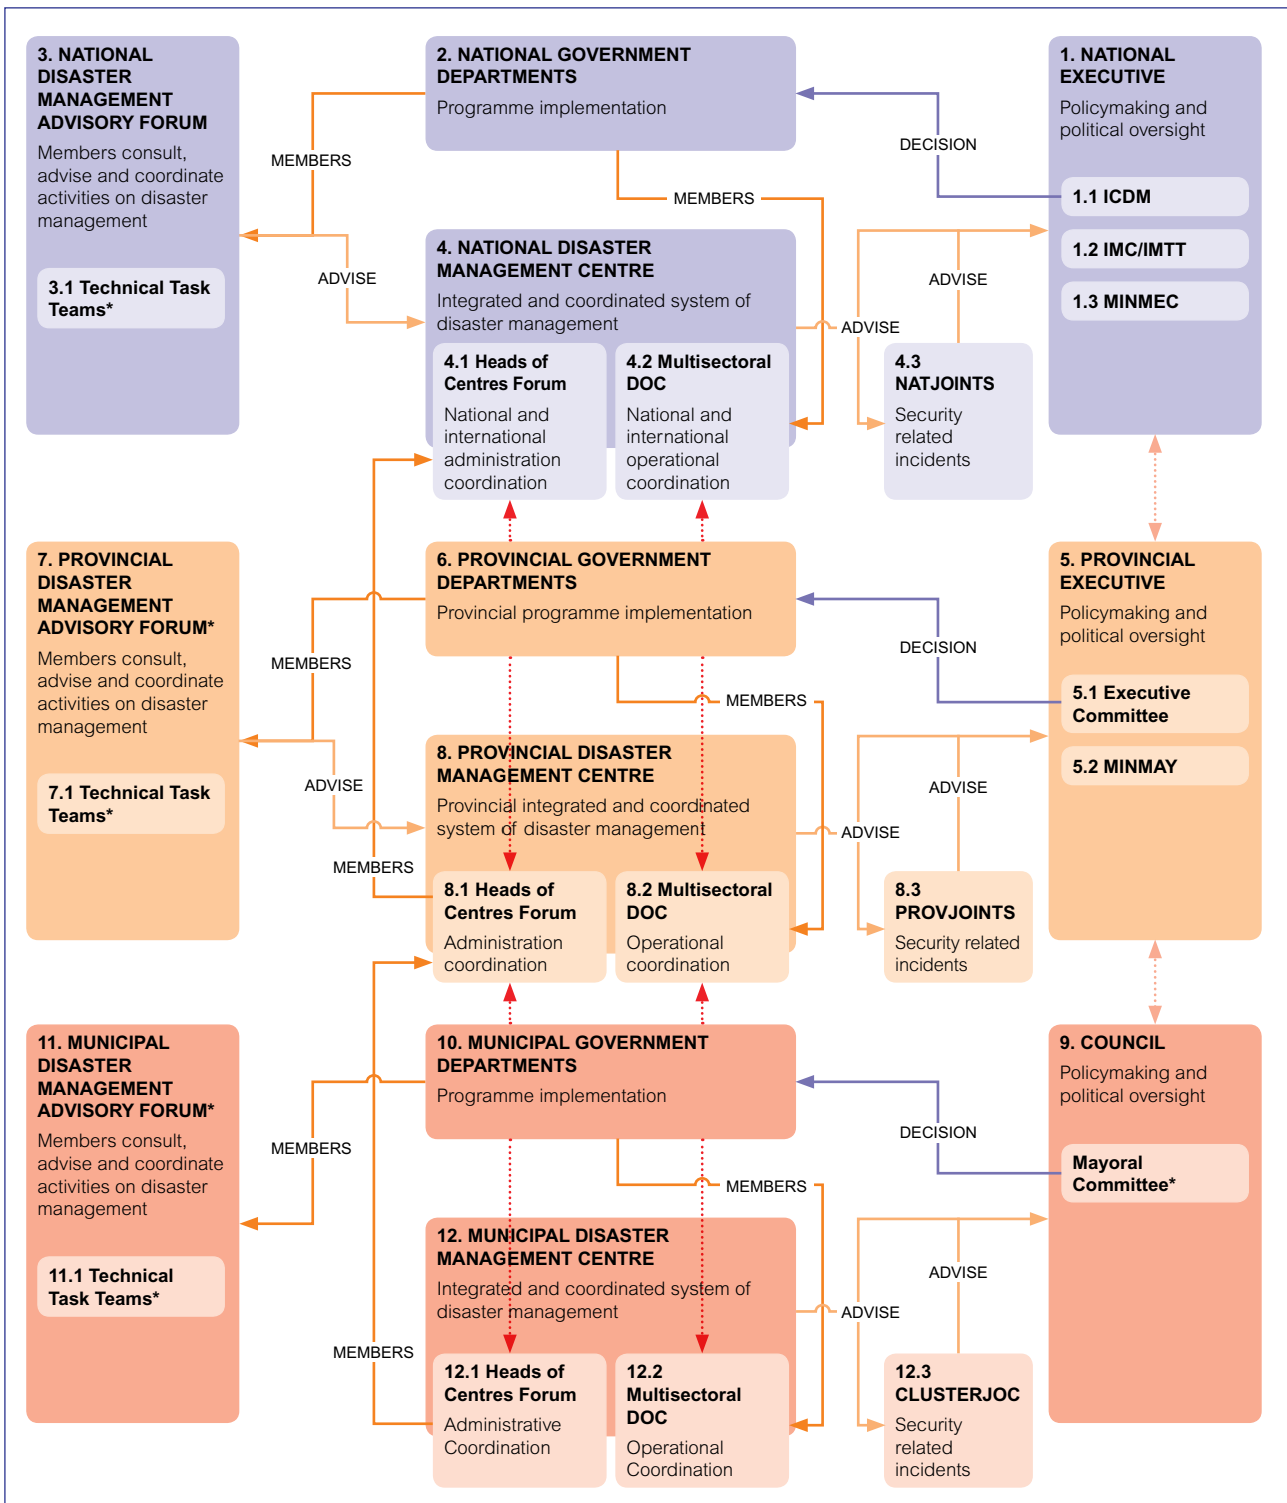 3. NATIONAL
DISASTER
MANAGEMENT
ADVISORY FORUM
Members consult,
advise and coordinate
activities on disaster
management
3.1 Technical Task
Teams*
2. NATIONAL GOVERNMENT
DEPARTMENTS
Programme implementation
1. NATIONAL
EXECUTIVE
Policymaking and
political oversight
1.1 ICDM
1.2 IMC/IMTT
1.3 MINMEC
MEMBERS
MEMBERS
DECISION
ADVISE
4. NATIONAL DISASTER
MANAGEMENT CENTRE
Integrated and coordinated system of
disaster management
4.1 Heads of
Centres Forum
National and
international
administration
coordination
4.2 Multisectoral
DOC
National and
international
operational
coordination
ADVISE
ADVISE
4.3
NATJOINTS
Security
related
incidents
7. PROVINCIAL
DISASTER
MANAGEMENT
ADVISORY FORUM*
Members consult,
advise and coordinate
activities on disaster
management
7.1 Technical Task
Teams*
6. PROVINCIAL GOVERNMENT
DEPARTMENTS
Provincial programme implementation
5. PROVINCIAL
EXECUTIVE
Policymaking and
political oversight
5.1 Executive
Committee
5.2 MINMAY
MEMBERS
MEMBERS
DECISION
ADVISE
MEMBERS
8. PROVINCIAL DISASTER
MANAGEMENT CENTRE
Provincial integrated and coordinated
system of disaster management
8.1 Heads of
Centres Forum
Administration
coordination
8.2 Multisectoral
DOC
Operational
coordination
ADVISE
ADVISE
8.3
PROVJOINTS
Security related
incidents
11. MUNICIPAL
DISASTER
MANAGEMENT
ADVISORY FORUM*
Members consult,
advise and coordinate
activities on disaster
management
11.1 Technical
Task Teams*
10. MUNICIPAL GOVERNMENT
DEPARTMENTS
Programme implementation
9. COUNCIL
Policymaking and
political oversight
Mayoral
Committee*
MEMBERS
MEMBERS
DECISION
MEMBERS
12. MUNICIPAL DISASTER
MANAGEMENT CENTRE
Integrated and coordinated system of
disaster management
12.1 Heads of
Centres Forum
Administrative
Coordination
12.2
Multisectoral
DOC
Operational
Coordination
ADVISE
ADVISE
12.3
CLUSTERJOC
Security
related
incidents